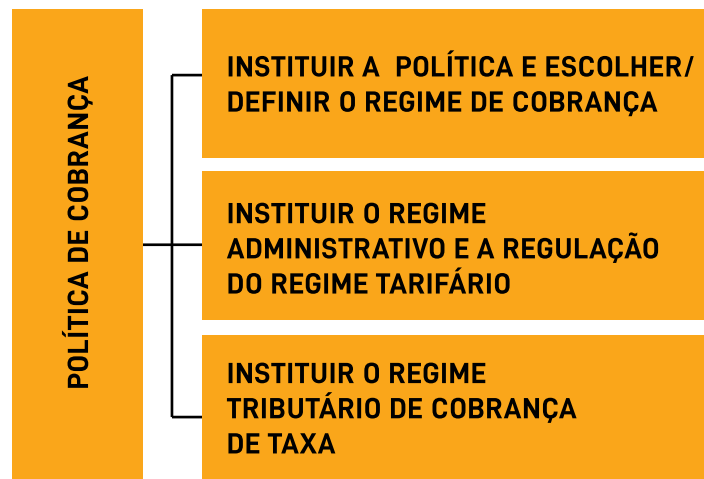 POLÍTICA DE COBRANÇA
INSTITUIR A POLÍTICA E ESCOLHER/
DEFINIR O REGIME DE COBRANÇA
INSTITUIR O REGIME
ADMINISTRATIVO E A REGULAÇÃO
DO REGIME TARIFÁRIO
INSTITUIR O REGIME
TRIBUTÁRIO DE COBRANÇA
DE TAXA